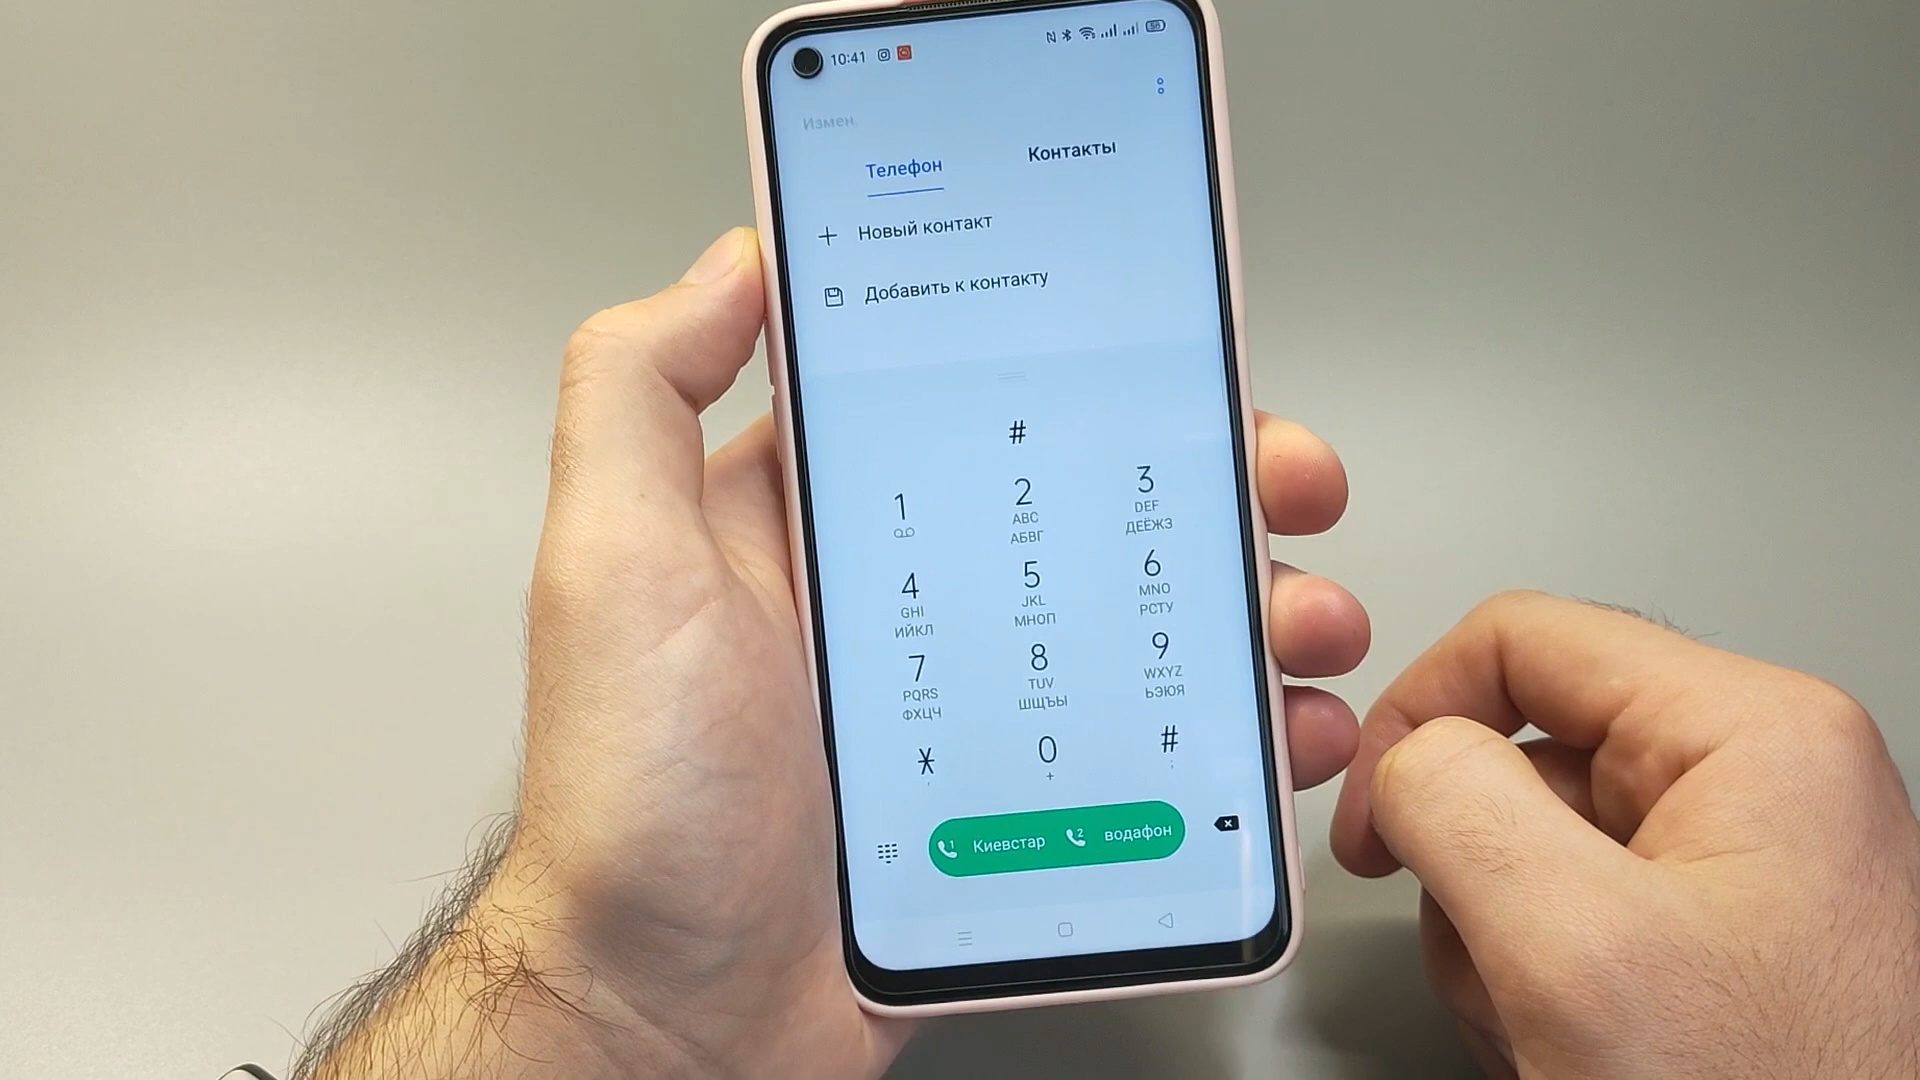 10:41
Измен.
Телефон Контакты
Новый контакт
Добавить к контакту
#
1 2 3
ABC DEF
АБВГ ДЕЁЖЗ
4 5 6
GHI JKL MNO
ИЙКЛ МНОП РСТУ
7 8 9
PQRS TUV WXYZ
ФХЦЧ ШЩЪЫ ЬЭЮЯ
* 0 #
, + ;
1 Киевстар 2 водафон